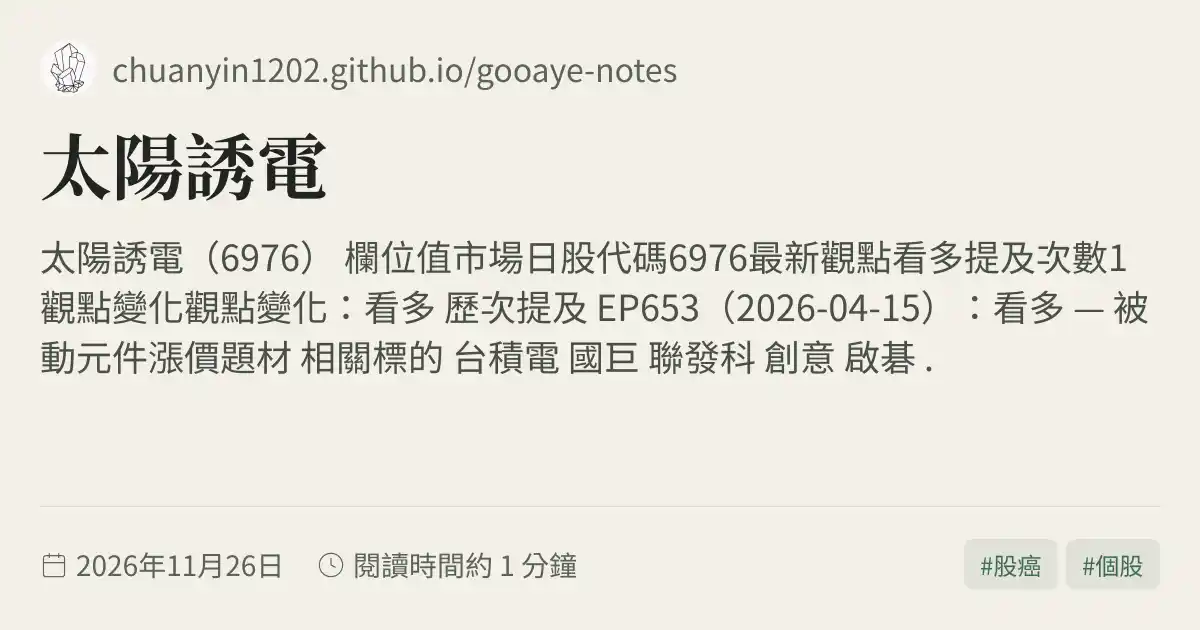 chuanyin1202.github.io/gooaye-notes
太陽誘電
太陽誘電（6976） 欄位值市場日股代碼6976最新觀點看多提及次數1
觀點變化觀點變化：看多 歷次提及 EP653（2026-04-15）：看多 — 被
動元件漲價題材 相關標的 台積電 國巨 聯發科 創意 啟碁 .
2026年11月26日 閱讀時間約 1 分鐘 #股癌 #個股